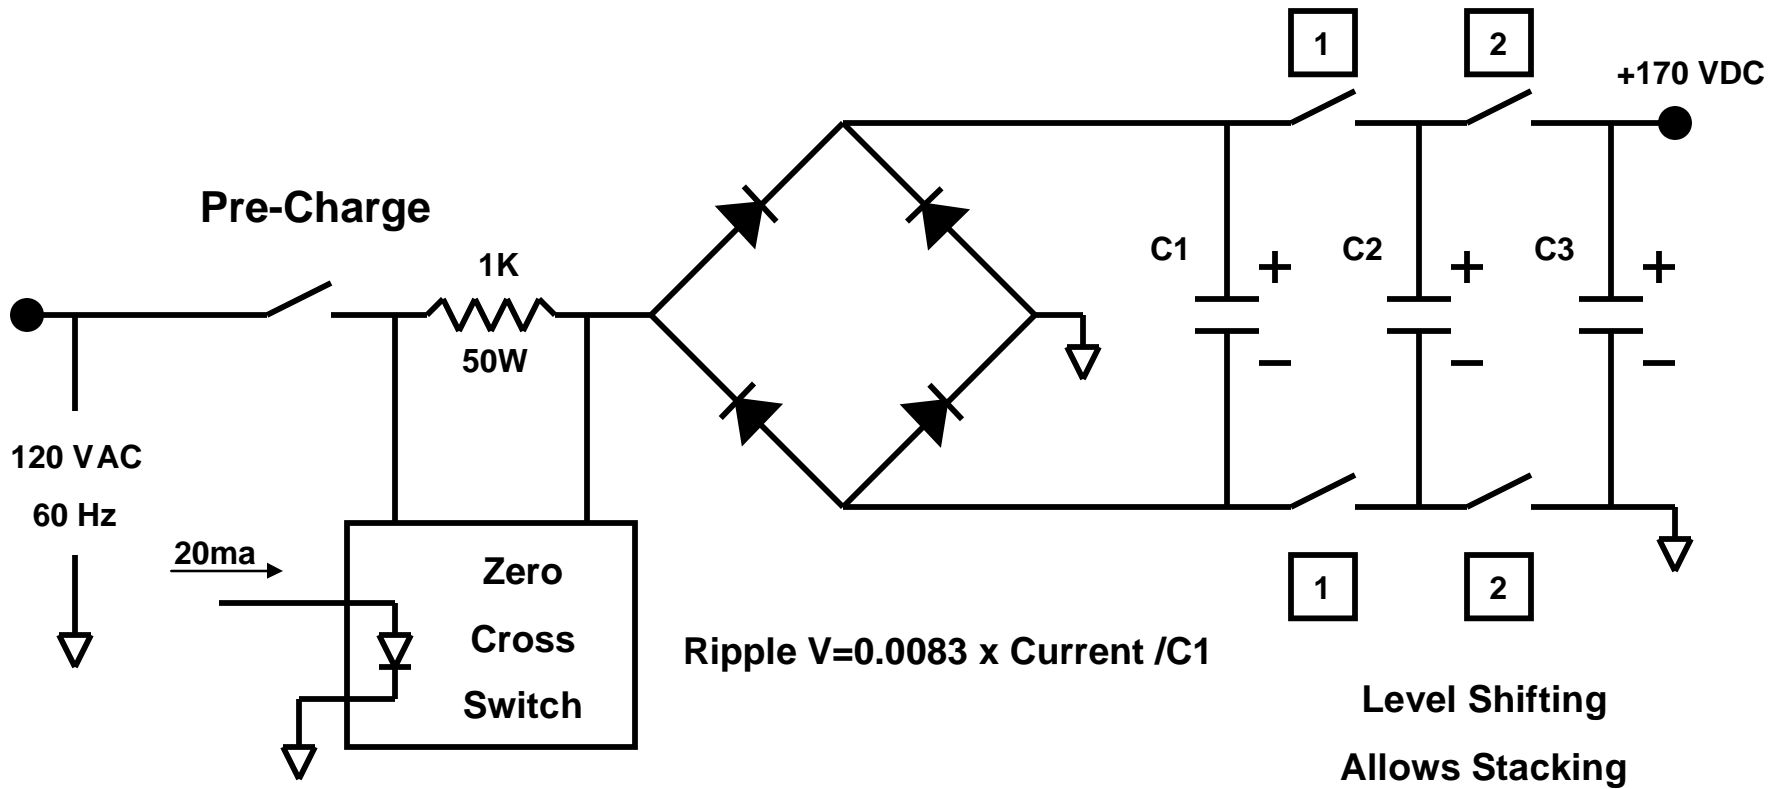 1
2
+170 VDC
Pre-Charge
1K
C1
C2
C3
+
+
+
50W
120 VAC
60 Hz
20ma
Zero
Cross
Switch
1
2
Ripple V=0.0083 x Current /C1
Level Shifting
Allows Stacking